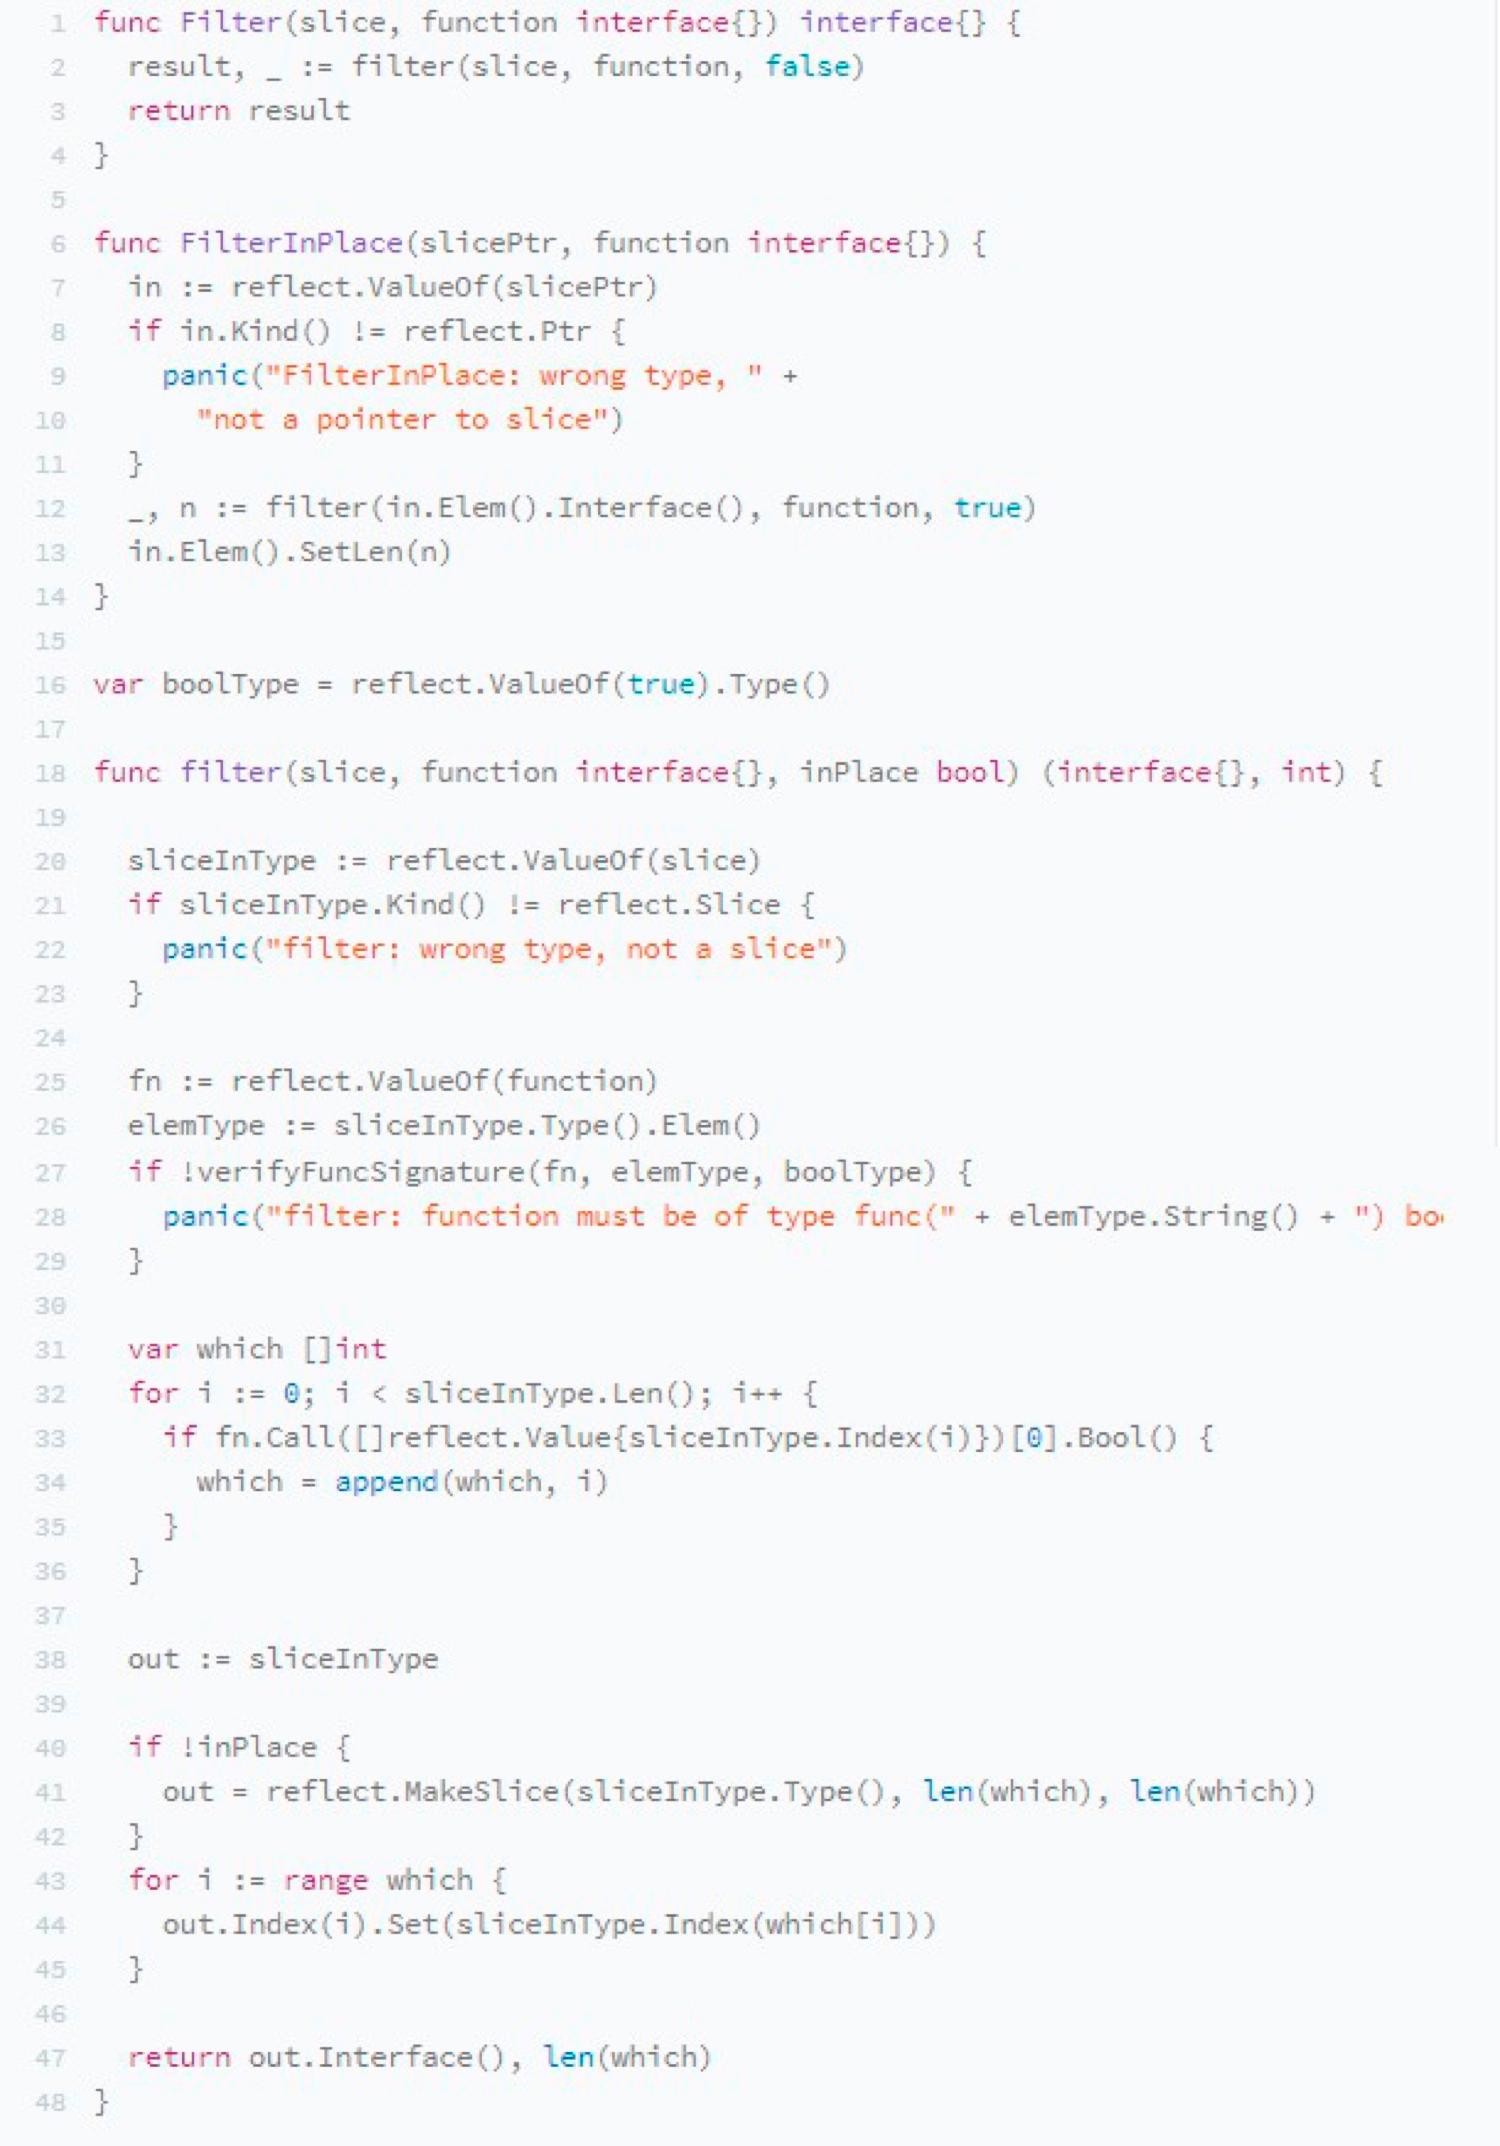 1 func Filter(slice, function interface{}) interface{} {
2   result, _ := filter(slice, function, false)
3   return result
4 }
5
6 func FilterInPlace(slicePtr, function interface{}) {
7   in := reflect.ValueOf(slicePtr)
8   if in.Kind() != reflect.Ptr {
9     panic("FilterInPlace: wrong type, " +
10       "not a pointer to slice")
11   }
12   _, n := filter(in.Elem().Interface(), function, true)
13   in.Elem().SetLen(n)
14 }
15
16 var boolType = reflect.ValueOf(true).Type()
17
18 func filter(slice, function interface{}, inPlace bool) (interface{}, int) {
19
20   sliceInType := reflect.ValueOf(slice)
21   if sliceInType.Kind() != reflect.Slice {
22     panic("filter: wrong type, not a slice")
23   }
24
25   fn := reflect.ValueOf(function)
26   elemType := sliceInType.Type().Elem()
27   if !verifyFuncSignature(fn, elemType, boolType) {
28     panic("filter: function must be of type func(" + elemType.String() + ")
29   }
30
31   var which []int
32   for i := 0; i < sliceInType.Len(); i++ {
33     if fn.Call([]reflect.Value{sliceInType.Index(i)})[0].Bool() {
34       which = append(which, i)
35     }
36   }
37
38   out := sliceInType
39
40   if !inPlace {
41     out = reflect.MakeSlice(sliceInType.Type(), len(which), len(which))
42   }
43   for i := range which {
44     out.Index(i).Set(sliceInType.Index(which[i]))
45   }
46
47   return out.Interface(), len(which)
48 }